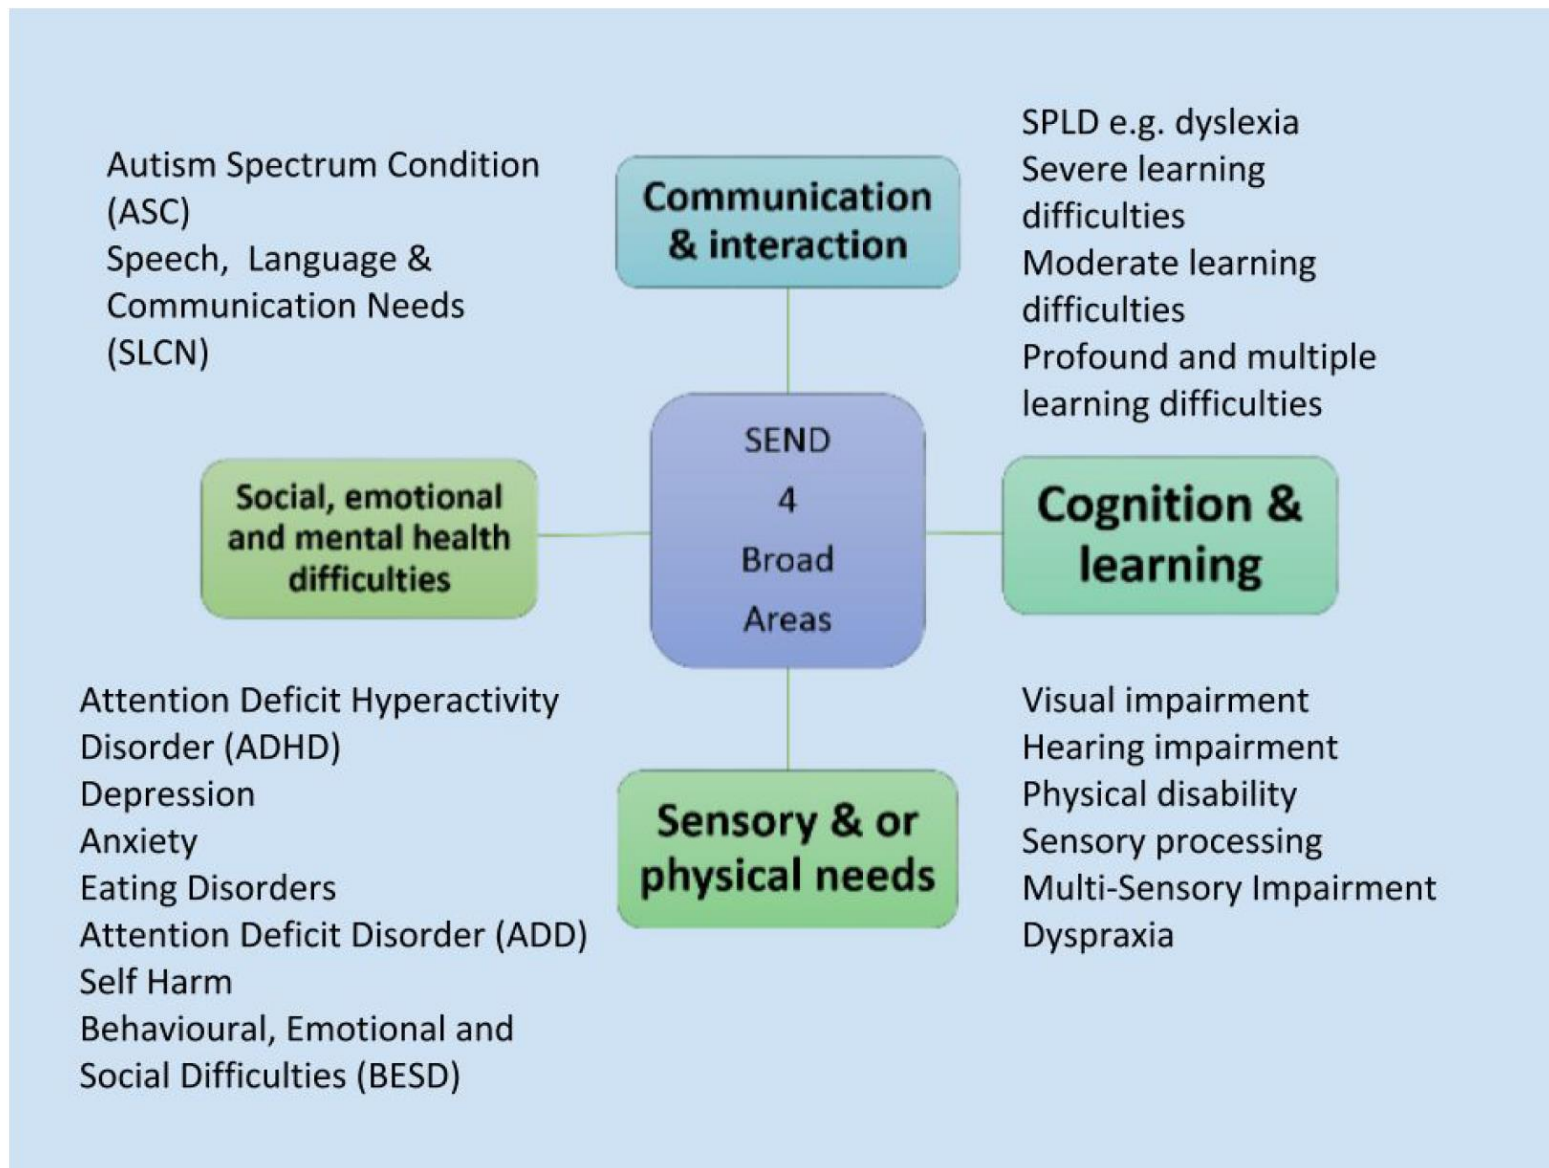 Autism Spectrum Condition
(ASC)
Speech,  Language &
Communication Needs
(SLCN)
Communication
& interaction
SPLD e.g. dyslexia
Severe learning
difficulties
Moderate learning
difficulties
Profound and multiple
learning difficulties
Social, emotional
and mental health
difficulties
SEND
4
Broad
Areas
Cognition &
learning
Attention Deficit Hyperactivity
Disorder (ADHD)
Depression
Anxiety
Eating Disorders
Attention Deficit Disorder (ADD)
Self Harm
Behavioural, Emotional and
Social Difficulties (BESD)
Sensory & or
physical needs
Visual impairment
Hearing impairment
Physical disability
Sensory processing
Multi-Sensory Impairment
Dyspraxia